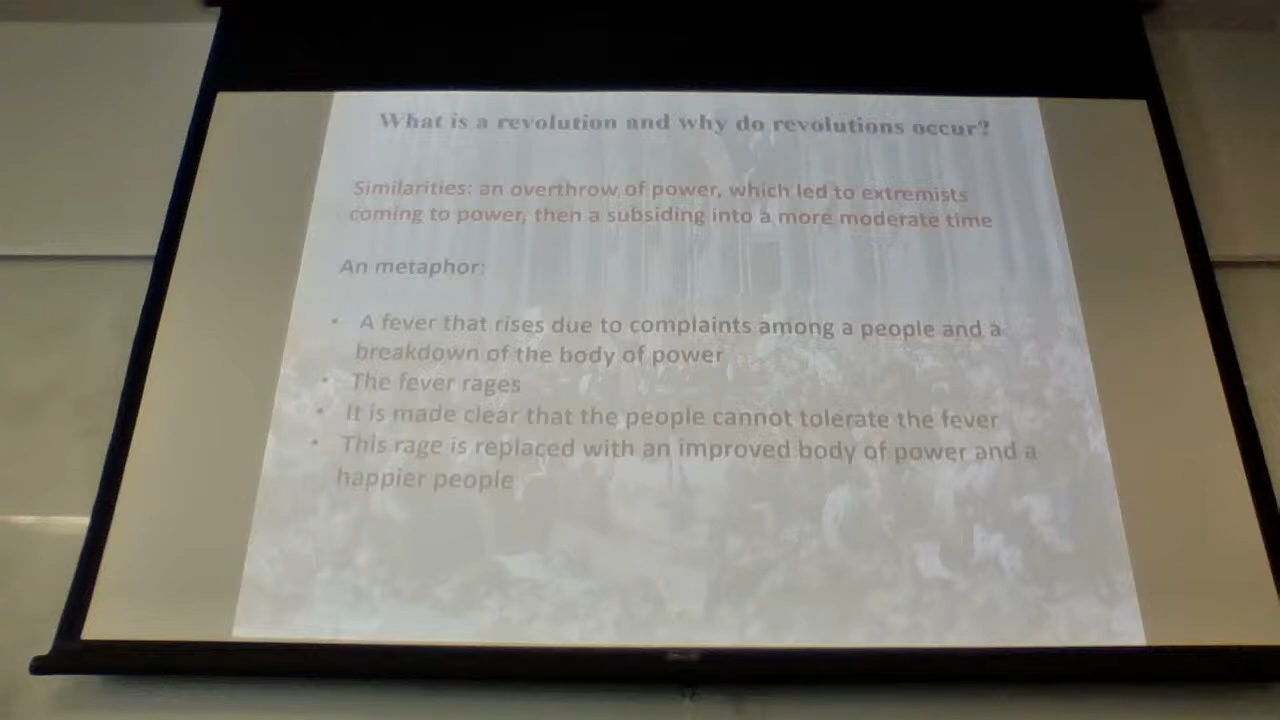 What is a revolution and why do revolutions occur?
Similarities: an overthrow of power, which led to extremists
coming to power, then a subsiding into a more moderate time
An metaphor:
• A fever that rises due to complaints among a people and a
breakdown of the body of power
• The fever rages
• It is made clear that the people cannot tolerate the fever
• This rage is replaced with an improved body of power and a
happier people